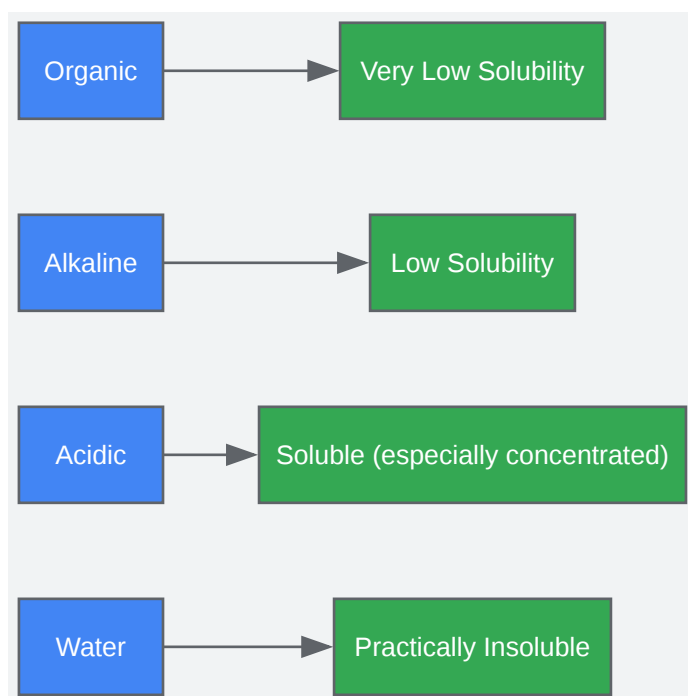 Organic
Very Low Solubility
Alkaline
Low Solubility
Acidic
Soluble (especially concentrated)
Water
Practically Insoluble